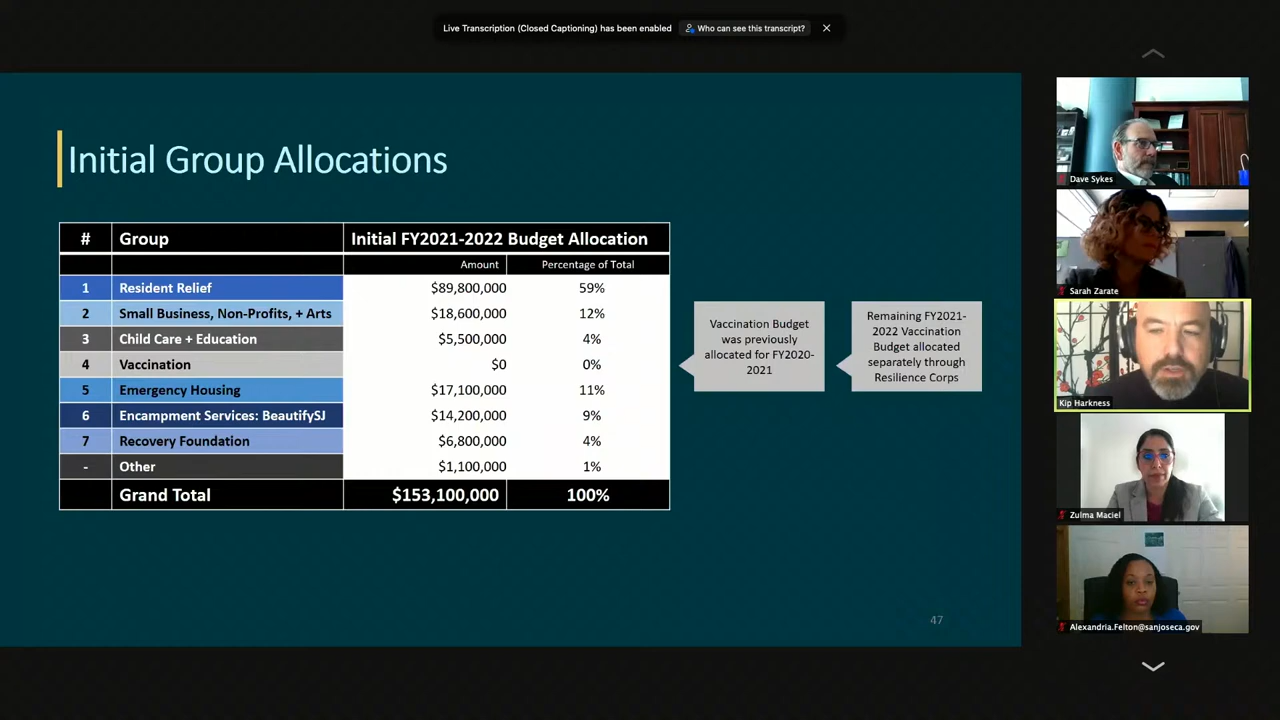 Live Transcription (Closed Captioning) has been enabled Who can see this transcript?
Initial Group Allocations
# Group Initial FY2021-2022 Budget Allocation
Amount Percentage of Total
1 Resident Relief $89,800,000 59%
2 Small Business, Non-Profits, + Arts $18,600,000 12%
3 Child Care + Education $5,500,000 4%
4 Vaccination $0 0%
5 Emergency Housing $17,100,000 11%
6 Encampment Services: BeautifySJ $14,200,000 9%
7 Recovery Foundation $6,800,000 4%
- Other $1,100,000 1%
Grand Total $153,100,000 100%
Vaccination Budget
was previously
allocated for FY2020-
2021
Remaining FY2021-
2022 Vaccination
Budget allocated
separately through
Resilience Corps
47
Dave Sykes
Sarah Zarate
Kip Harkness
Zulma Maciel
Alexandria.Felton@sanjoseca.gov